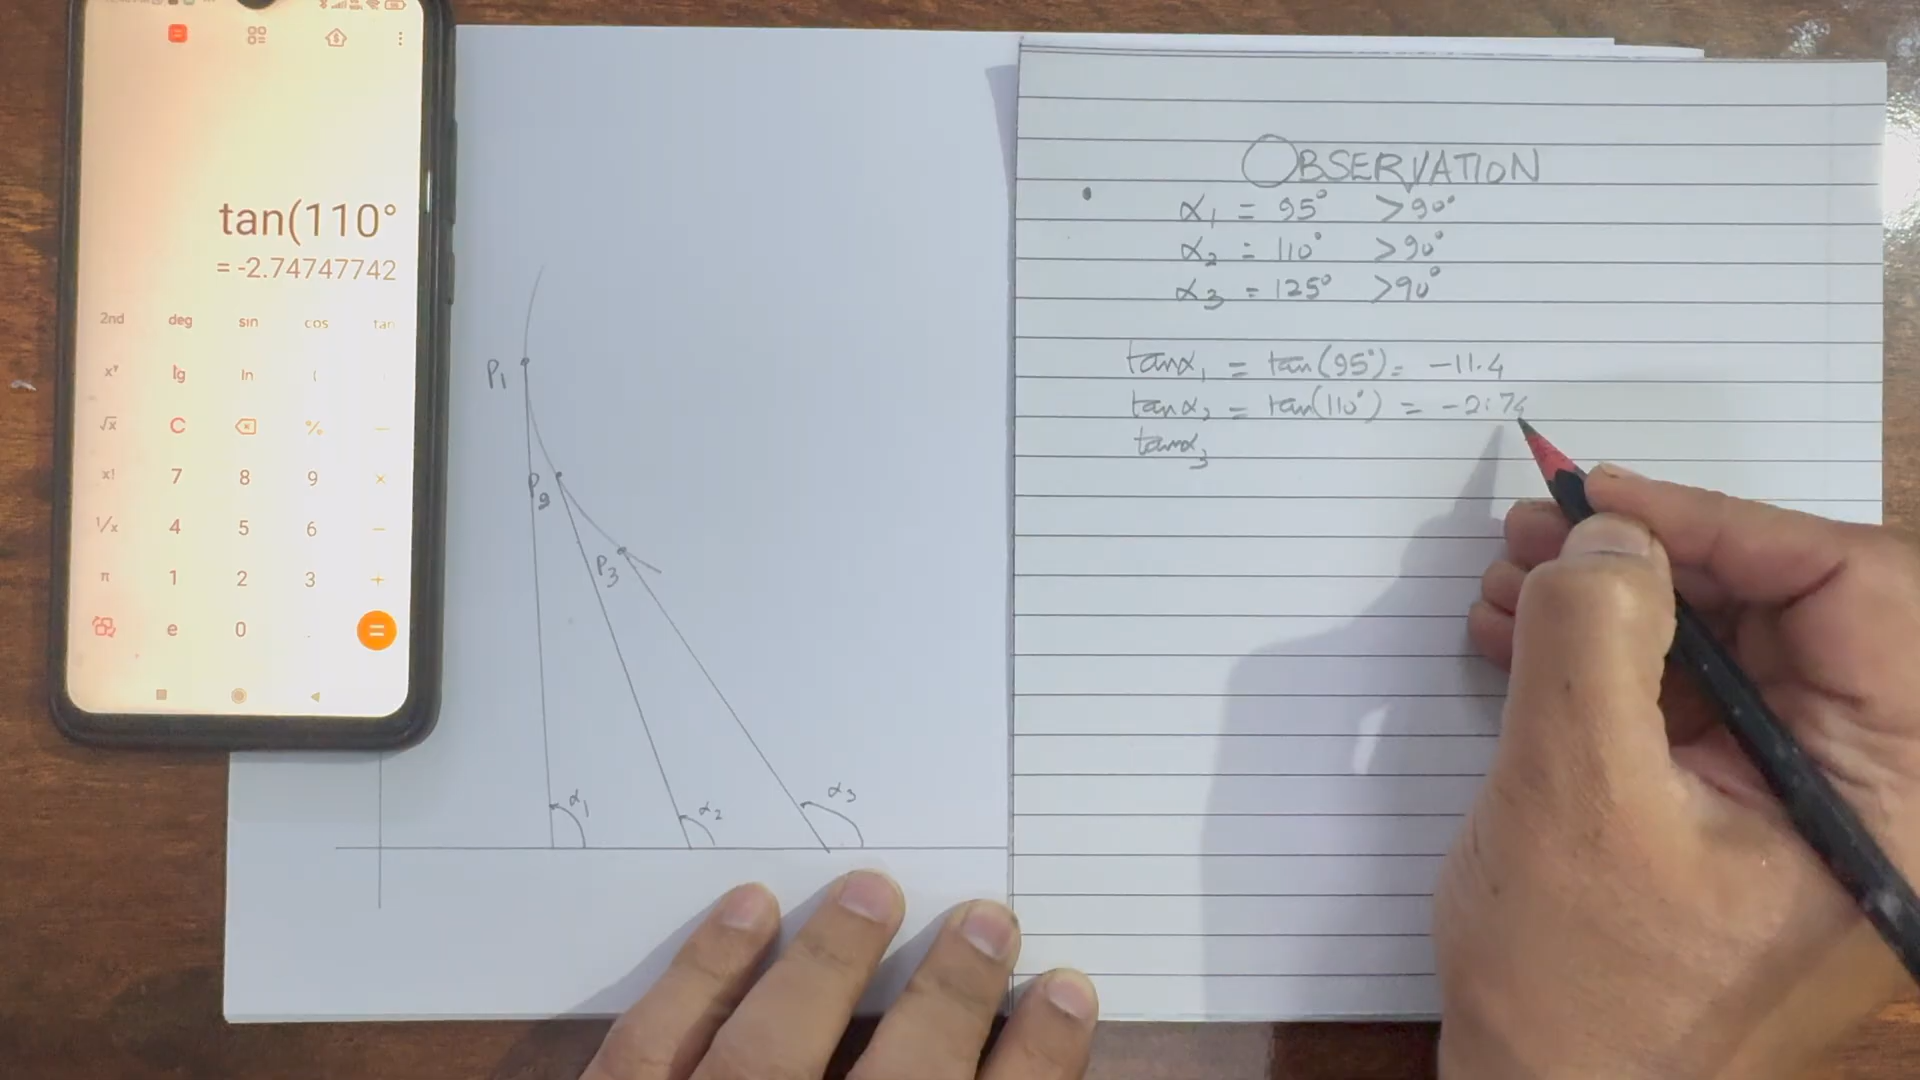 tan(110°
= -2.74747742
2nd deg sin cos tan
xʸ lg ln (
√x C %
x! 7 8 9 ×
1/x 4 5 6 −
π 1 2 3 +
e 0 . =
P1
P2
P3
α1 α2 α3
OBSERVATION
α1 = 95° >90°
α2 = 110° >90°
α3 = 125° >90°
tanα1 = tan(95°) = -11.4
tanα2 = tan(110°) = -2.74
tanα3